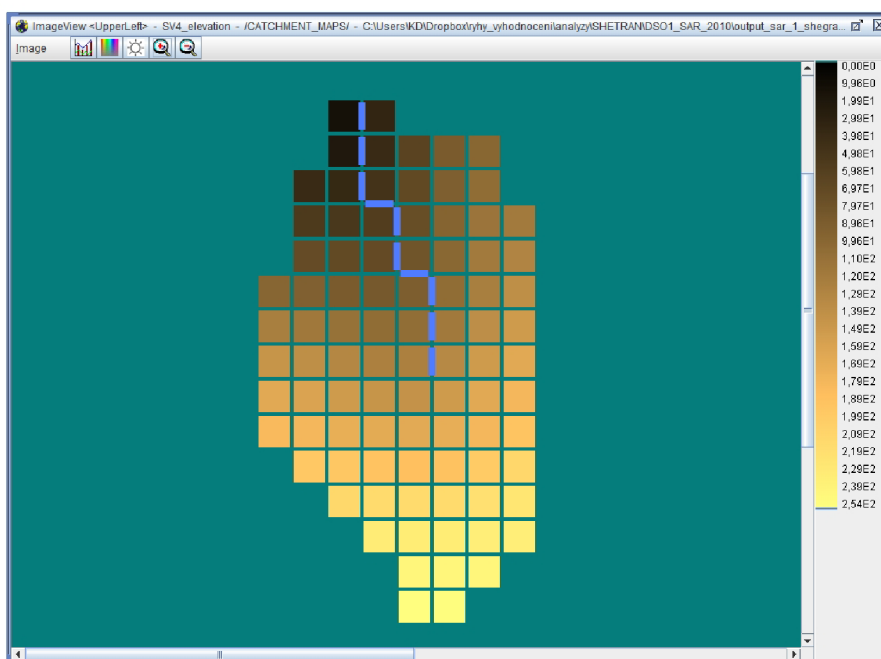 ImageView <UpperLeft> - SV4_elevation - /CATCHMENT_MAPS/ - C:\Users\KD\Dropbox\ryhy_vyhodnoceni\analyzy\SHETRAN\DSO1_SAR_2010\output_sar_1_shegra...
Image
0,00E0
9,96E0
1,99E1
2,99E1
3,98E1
4,98E1
5,98E1
6,97E1
7,97E1
8,96E1
9,96E1
1,10E2
1,20E2
1,29E2
1,39E2
1,49E2
1,59E2
1,69E2
1,79E2
1,89E2
1,99E2
2,09E2
2,19E2
2,29E2
2,39E2
2,54E2